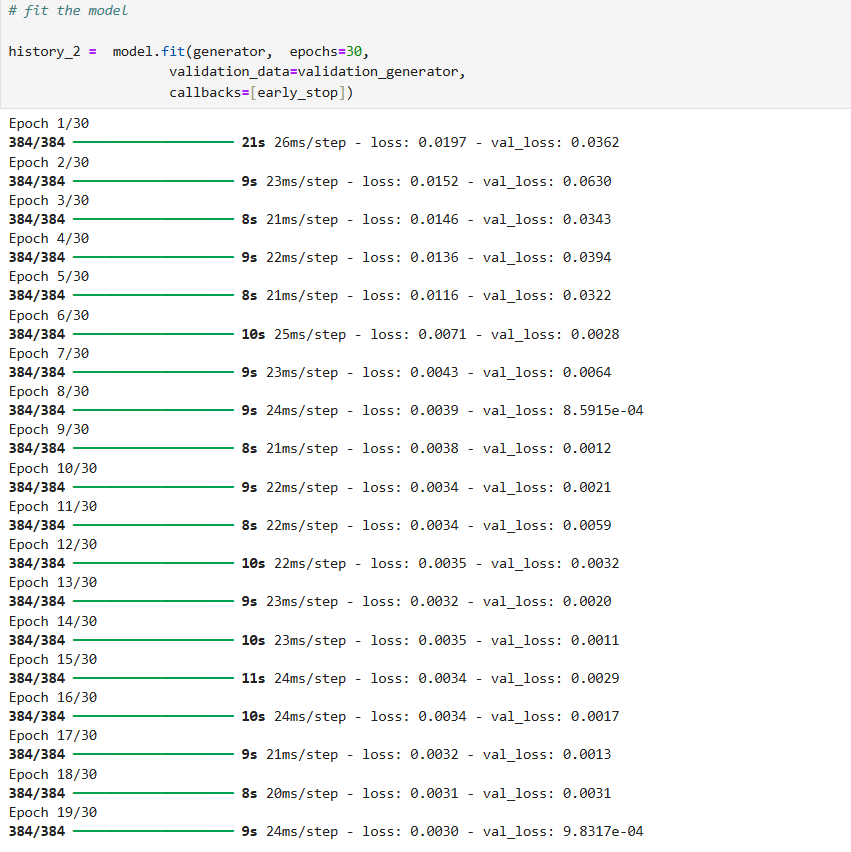 # fit the model
history_2 =  model.fit(generator,  epochs=30,
                    validation_data=validation_generator,
                    callbacks=[early_stop])
Epoch 1/30
384/384 21s 26ms/step - loss: 0.0197 - val_loss: 0.0362
Epoch 2/30
384/384 9s 23ms/step - loss: 0.0152 - val_loss: 0.0630
Epoch 3/30
384/384 8s 21ms/step - loss: 0.0146 - val_loss: 0.0343
Epoch 4/30
384/384 9s 22ms/step - loss: 0.0136 - val_loss: 0.0394
Epoch 5/30
384/384 8s 21ms/step - loss: 0.0116 - val_loss: 0.0322
Epoch 6/30
384/384 10s 25ms/step - loss: 0.0071 - val_loss: 0.0028
Epoch 7/30
384/384 9s 23ms/step - loss: 0.0043 - val_loss: 0.0064
Epoch 8/30
384/384 9s 24ms/step - loss: 0.0039 - val_loss: 8.5915e-04
Epoch 9/30
384/384 8s 21ms/step - loss: 0.0038 - val_loss: 0.0012
Epoch 10/30
384/384 9s 22ms/step - loss: 0.0034 - val_loss: 0.0021
Epoch 11/30
384/384 8s 22ms/step - loss: 0.0034 - val_loss: 0.0059
Epoch 12/30
384/384 10s 22ms/step - loss: 0.0035 - val_loss: 0.0032
Epoch 13/30
384/384 9s 23ms/step - loss: 0.0032 - val_loss: 0.0020
Epoch 14/30
384/384 10s 23ms/step - loss: 0.0035 - val_loss: 0.0011
Epoch 15/30
384/384 11s 24ms/step - loss: 0.0034 - val_loss: 0.0029
Epoch 16/30
384/384 10s 24ms/step - loss: 0.0034 - val_loss: 0.0017
Epoch 17/30
384/384 9s 21ms/step - loss: 0.0032 - val_loss: 0.0013
Epoch 18/30
384/384 8s 20ms/step - loss: 0.0031 - val_loss: 0.0031
Epoch 19/30
384/384 9s 24ms/step - loss: 0.0030 - val_loss: 9.8317e-04